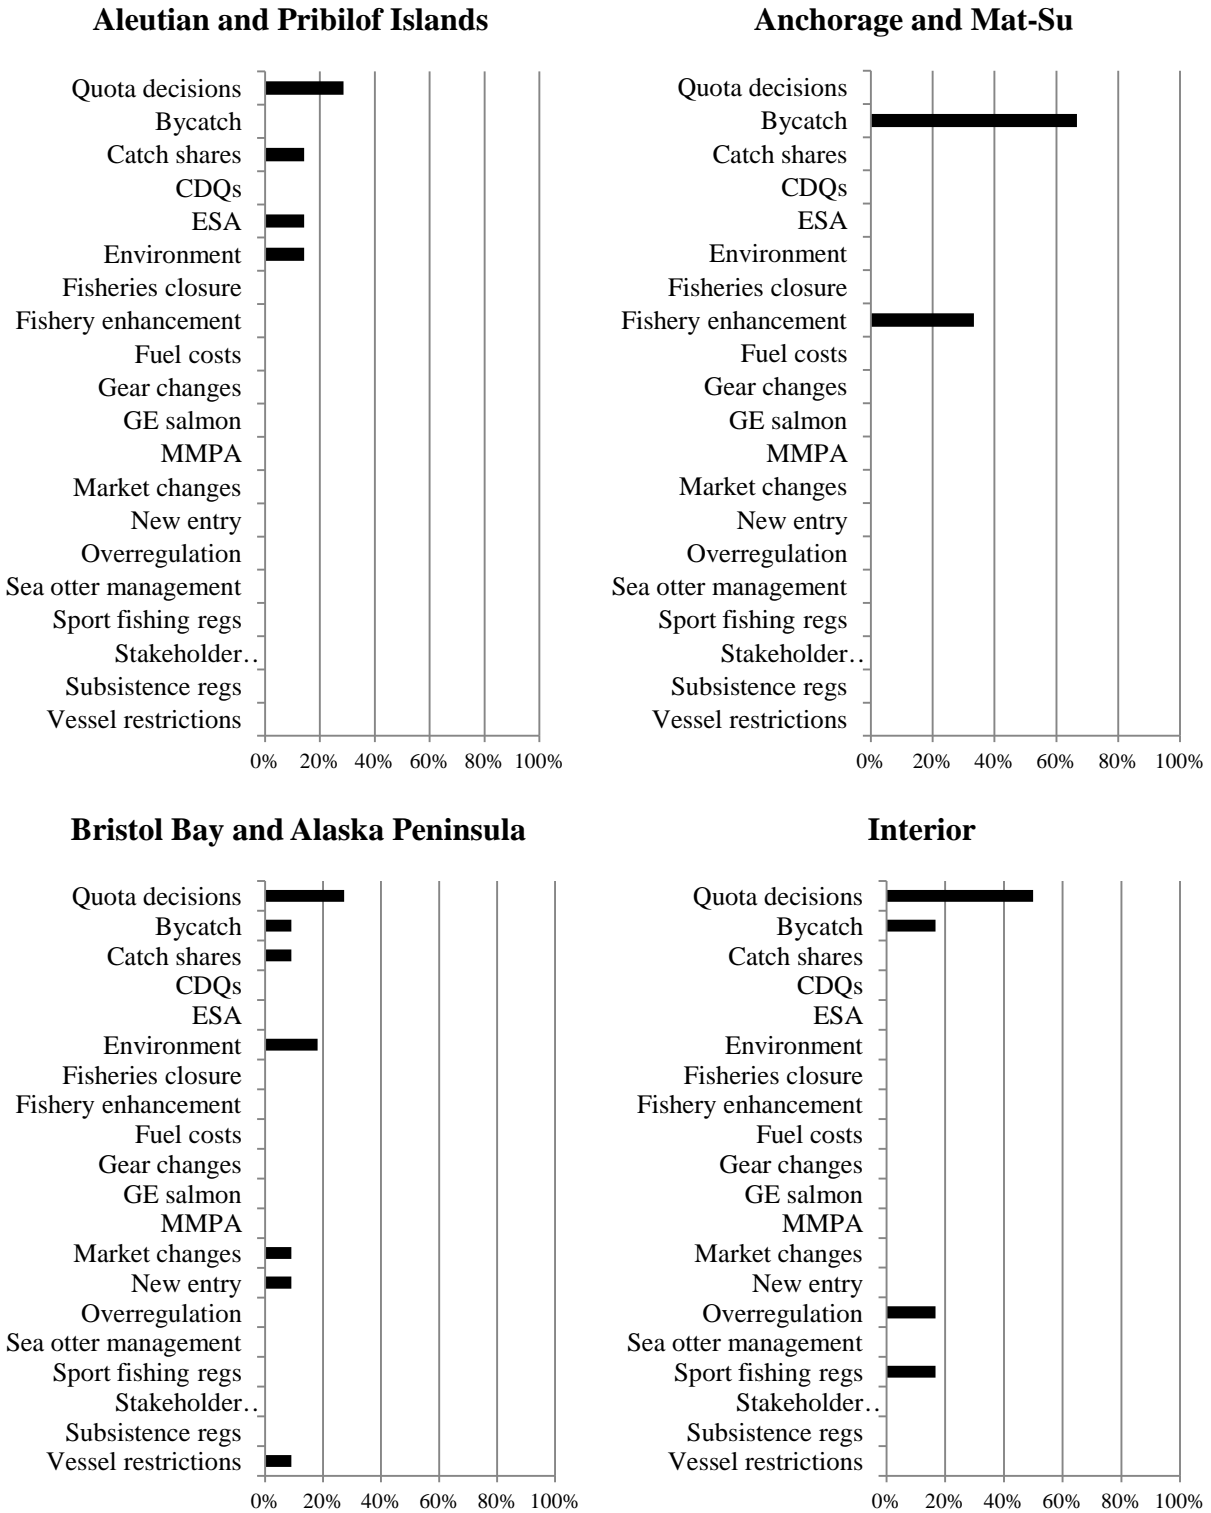 Aleutian and Pribilof Islands
Quota decisions
Bycatch
Catch shares
CDQs
ESA
Environment
Fisheries closure
Fishery enhancement
Fuel costs
Gear changes
GE salmon
MMPA
Market changes
New entry
Overregulation
Sea otter management
Sport fishing regs
Stakeholder..
Subsistence regs
Vessel restrictions
0% 20% 40% 60% 80% 100%
Anchorage and Mat-Su
Quota decisions
Bycatch
Catch shares
CDQs
ESA
Environment
Fisheries closure
Fishery enhancement
Fuel costs
Gear changes
GE salmon
MMPA
Market changes
New entry
Overregulation
Sea otter management
Sport fishing regs
Stakeholder..
Subsistence regs
Vessel restrictions
0% 20% 40% 60% 80% 100%
Bristol Bay and Alaska Peninsula
Quota decisions
Bycatch
Catch shares
CDQs
ESA
Environment
Fisheries closure
Fishery enhancement
Fuel costs
Gear changes
GE salmon
MMPA
Market changes
New entry
Overregulation
Sea otter management
Sport fishing regs
Stakeholder..
Subsistence regs
Vessel restrictions
0% 20% 40% 60% 80% 100%
Interior
Quota decisions
Bycatch
Catch shares
CDQs
ESA
Environment
Fisheries closure
Fishery enhancement
Fuel costs
Gear changes
GE salmon
MMPA
Market changes
New entry
Overregulation
Sea otter management
Sport fishing regs
Stakeholder..
Subsistence regs
Vessel restrictions
0% 20% 40% 60% 80% 100%